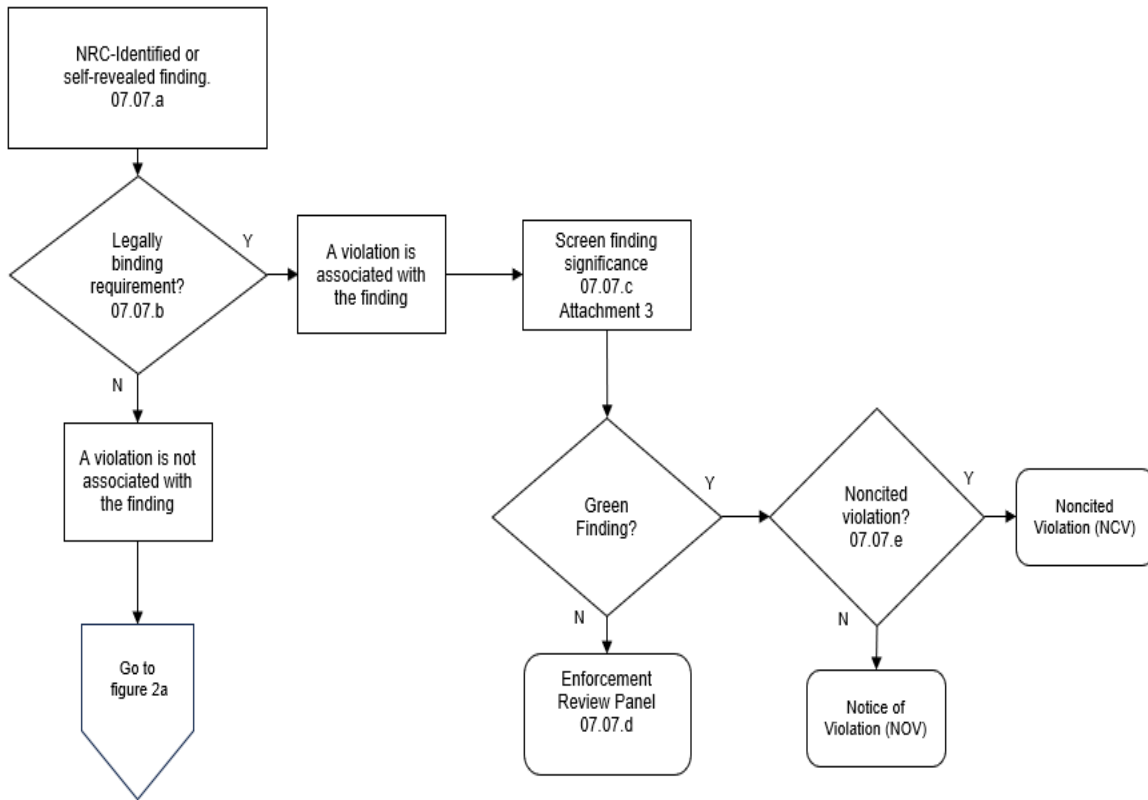 NRC-Identified or
self-revealed finding.
07.07.a
Legally
binding
requirement?
07.07.b
Y
N
A violation is
associated with
the finding
Screen finding
significance
07.07.c
Attachment 3
A violation is not
associated with
the finding
Go to
figure 2a
Green
Finding?
Y
N
Enforcement
Review Panel
07.07.d
Noncited
violation?
07.07.e
Y
N
Noncited
Violation (NCV)
Notice of
Violation (NOV)